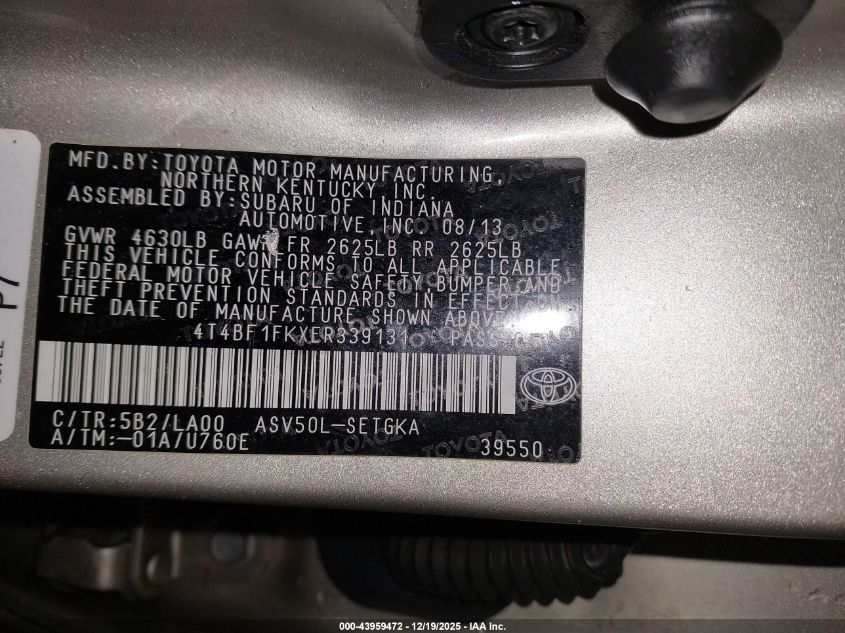 MFD.BY:TOYOTA MOTOR MANUFACTURING,
NORTHERN KENTUCKY INC.
ASSEMBLED BY:SUBARU OF INDIANA
AUTOMOTIVE,INC. 08/13
GVWR 4630LB GAWR FR 2625LB RR 2625LB
THIS VEHICLE CONFORMS TO ALL APPLICABLE
FEDERAL MOTOR VEHICLE SAFETY BUMPER AND
THEFT PREVENTION STANDARDS IN EFFECT ON
THE DATE OF MANUFACTURE SHOWN ABOVE.
4T4BF1FKXER339131 PASS.
C/TR:5B2/LA00 ASV50L-SETGKA
A/TM:-01A/U760E 39550
000-43959472 - 12/19/2025 - IAA Inc.